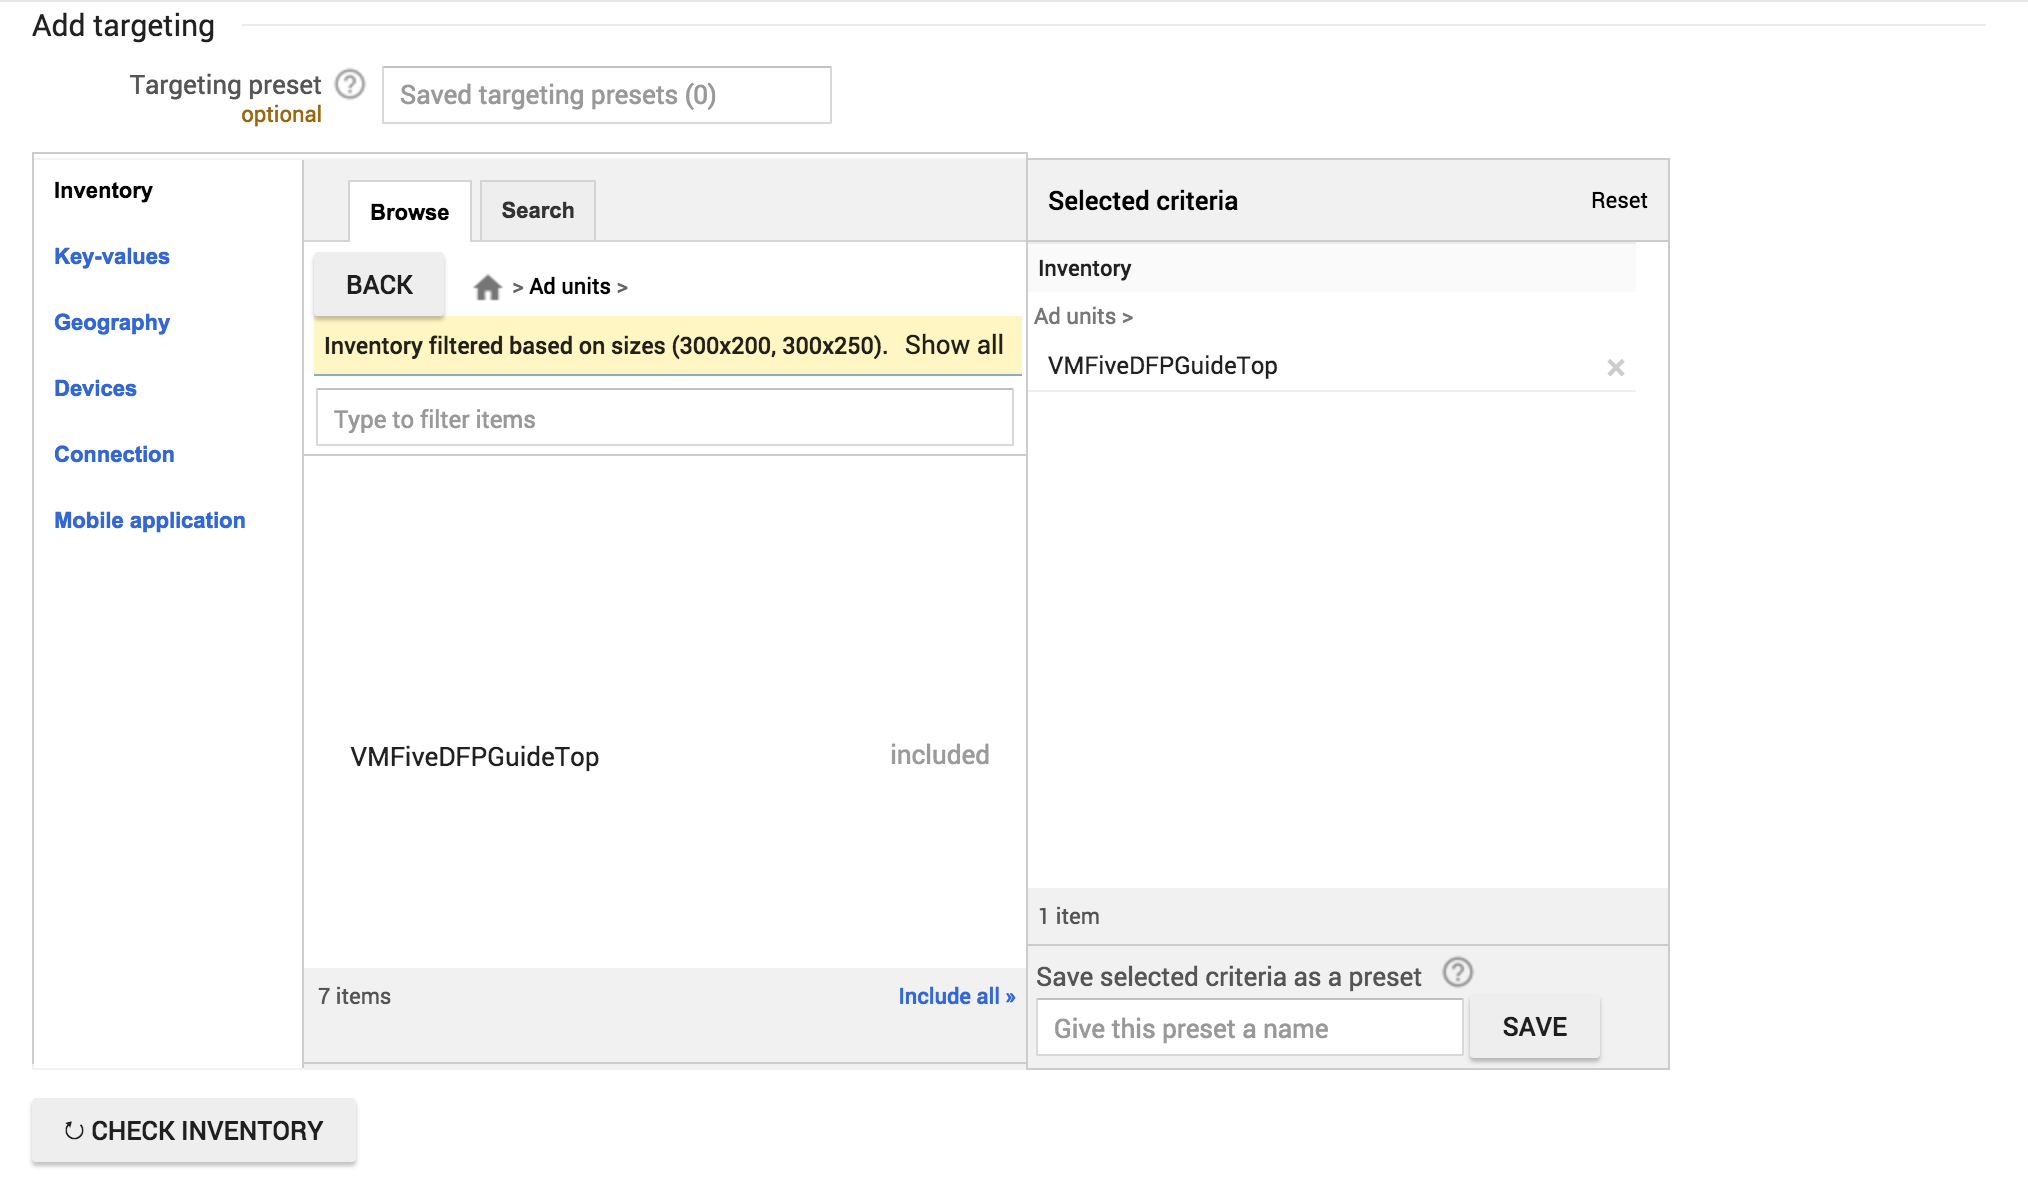 Add targeting
Targeting preset ?
optional
Saved targeting presets (0)
Inventory
Key-values
Geography
Devices
Connection
Mobile application
Browse
Search
BACK
> Ad units >
Inventory filtered based on sizes (300x200, 300x250). Show all
Type to filter items
VMFiveDFPGuideTop included
7 items Include all »
Selected criteria Reset
Inventory
Ad units >
VMFiveDFPGuideTop ×
1 item
Save selected criteria as a preset ?
Give this preset a name
SAVE
CHECK INVENTORY